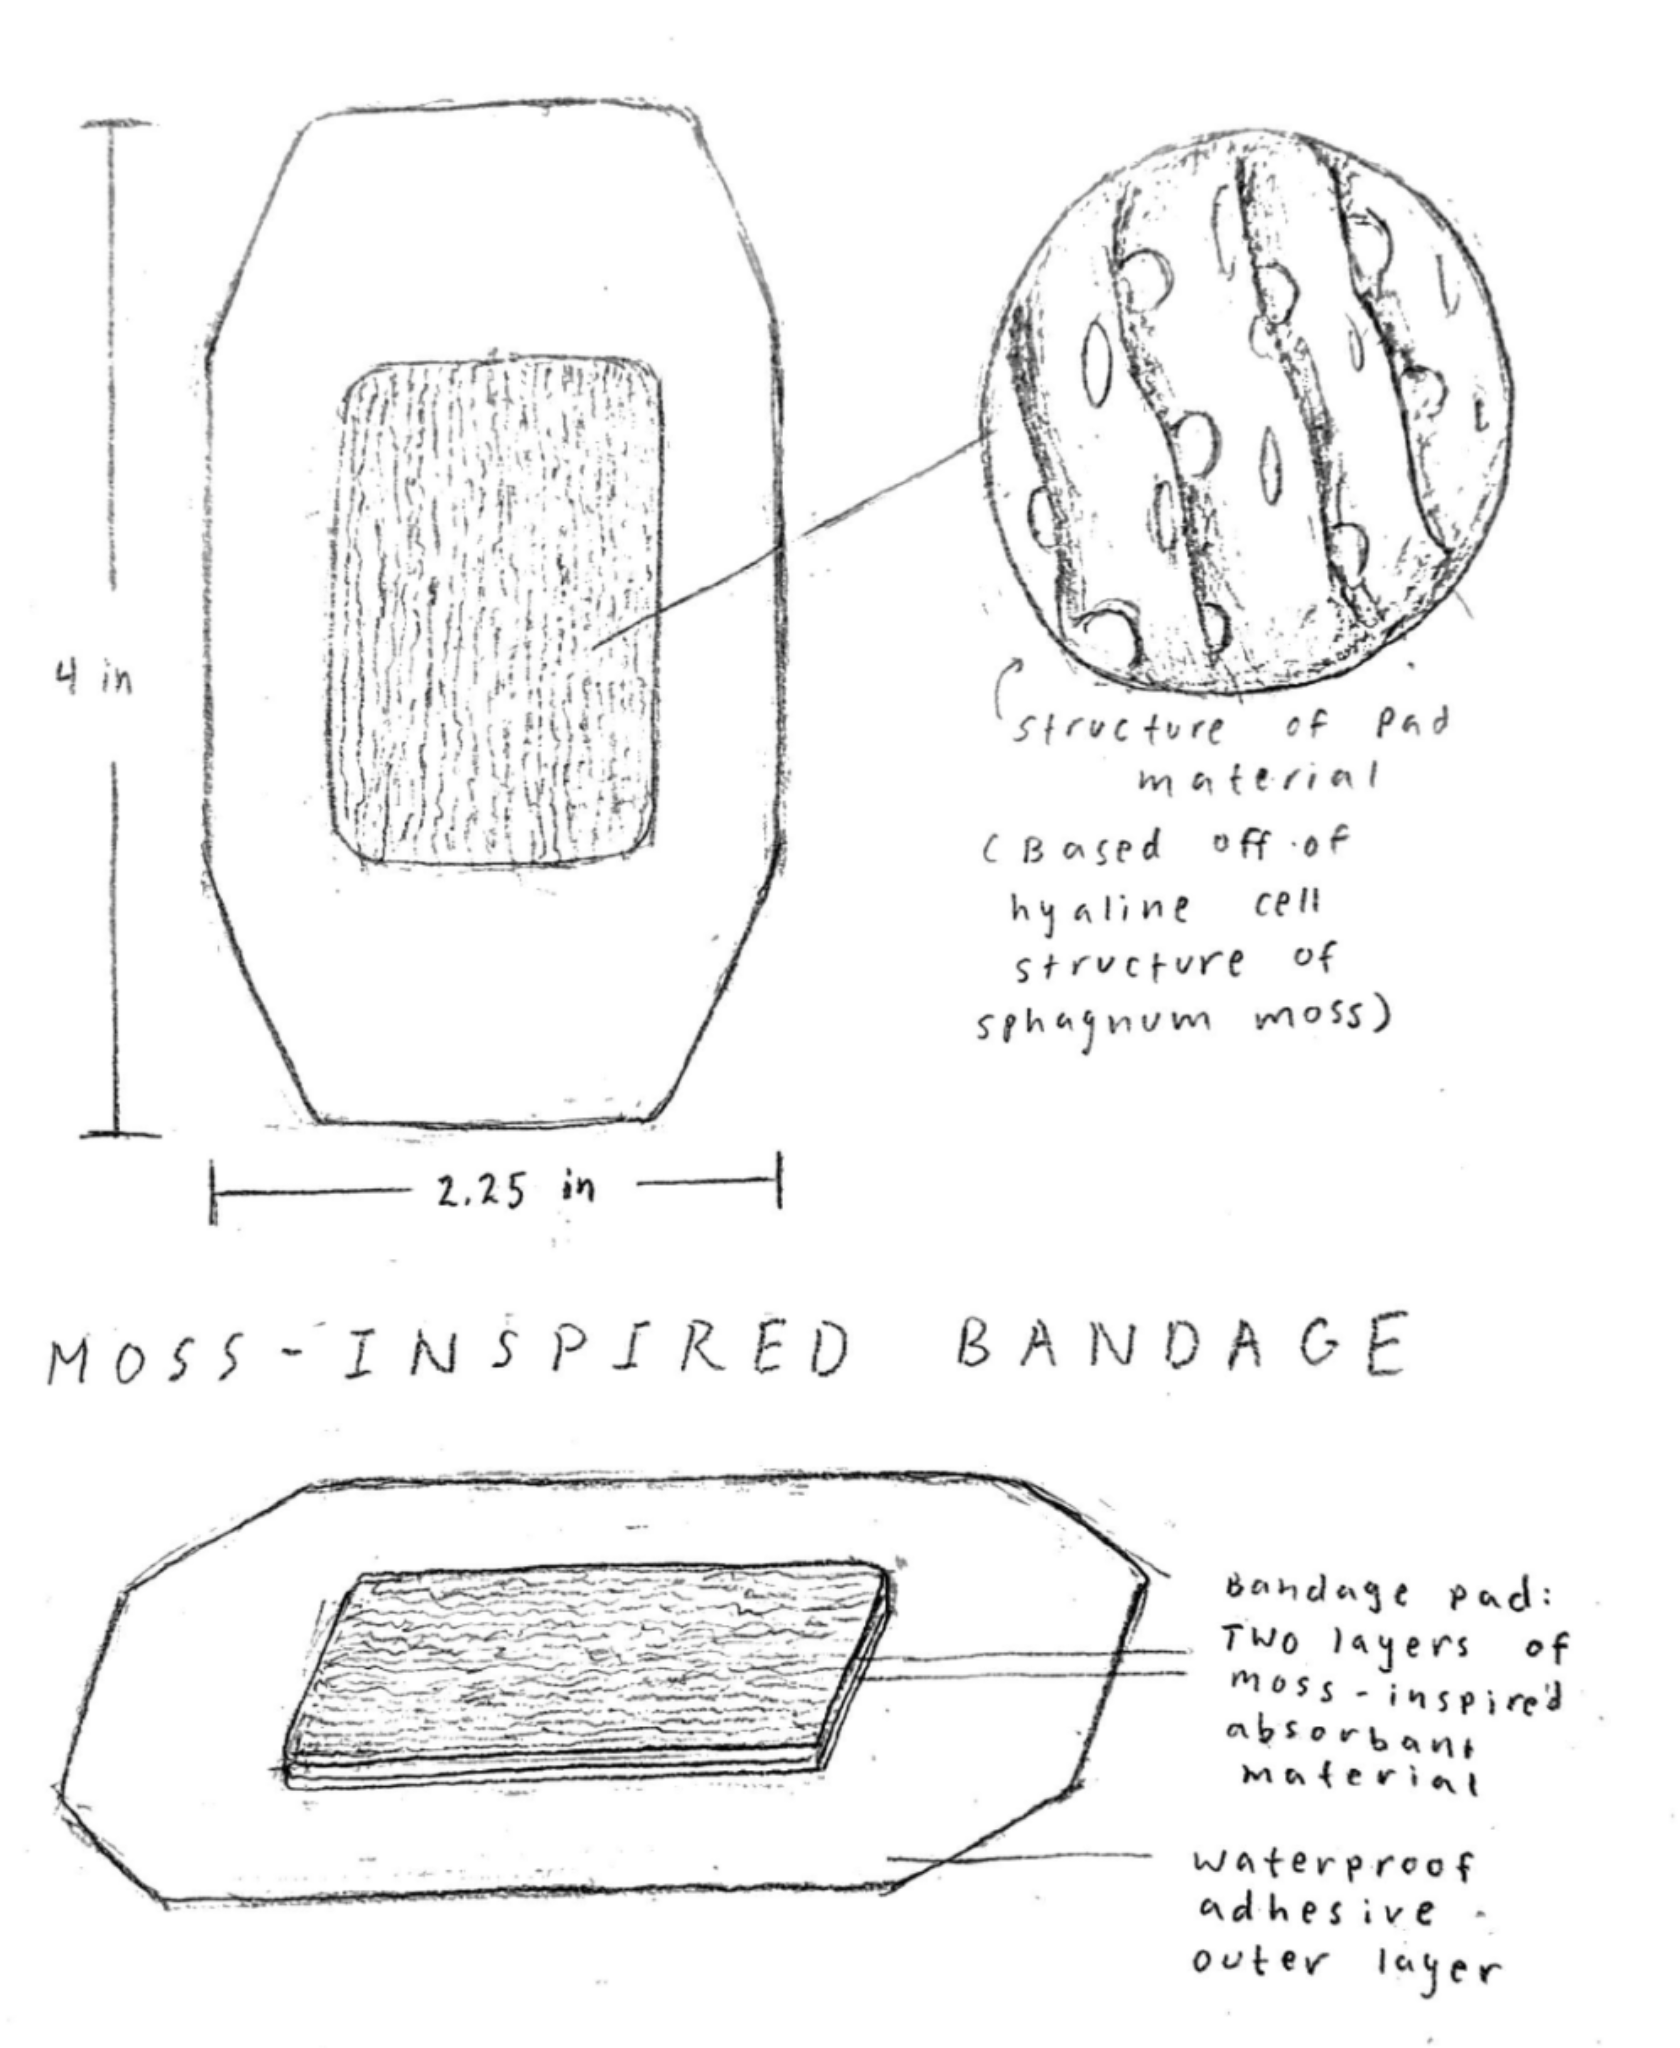 4 in
structure of pad
material
(Based off of
hyaline cell
structure of
sphagnum moss)
2.25 in
MOSS-INSPIRED BANDAGE
Bandage pad:
Two layers of
moss-inspired
absorbant
material
waterproof
adhesive
outer layer